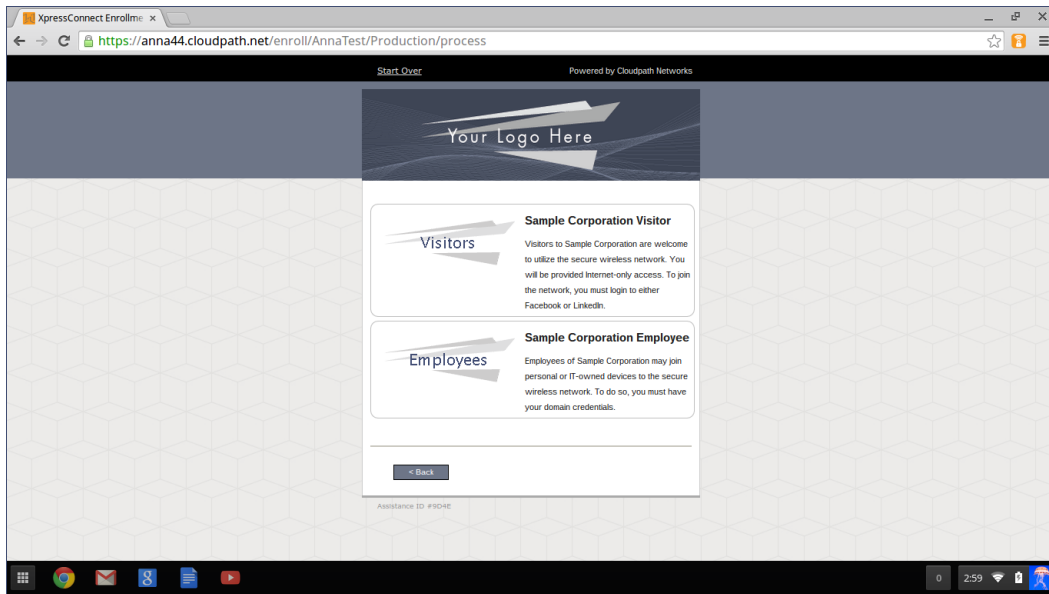 XpressConnect Enrollme ×
https://anna44.cloudpath.net/enroll/AnnaTest/Production/process
Start Over
Powered by Cloudpath Networks
Your Logo Here
Visitors
Sample Corporation Visitor
Visitors to Sample Corporation are welcome
to utilize the secure wireless network. You
will be provided Internet-only access. To join
the network, you must login to either
Facebook or LinkedIn.
Employees
Sample Corporation Employee
Employees of Sample Corporation may join
personal or IT-owned devices to the secure
wireless network. To do so, you must have
your domain credentials.
< Back
Assistance ID #9D4E
8
0
2:59